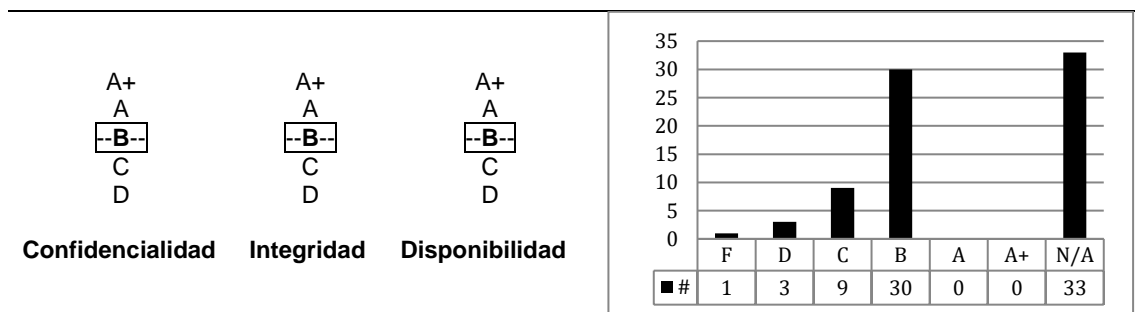 A+ A+ A+
A A A
--B-- --B-- --B--
C C C
D D D
Confidencialidad Integridad Disponibilidad
35
30
25
20
15
10
5
0
F D C B A A+ N/A
# 1 3 9 30 0 0 33